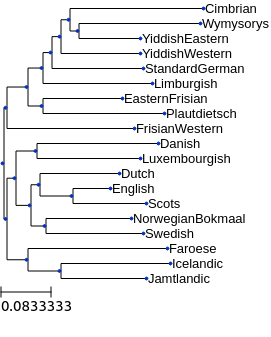 Cimbrian
Wymysorys
YiddishEastern
YiddishWestern
StandardGerman
Limburgish
EasternFrisian
Plautdietsch
FrisianWestern
Danish
Luxembourgish
Dutch
English
Scots
NorwegianBokmaal
Swedish
Faroese
Icelandic
Jamtlandic
0.0833333